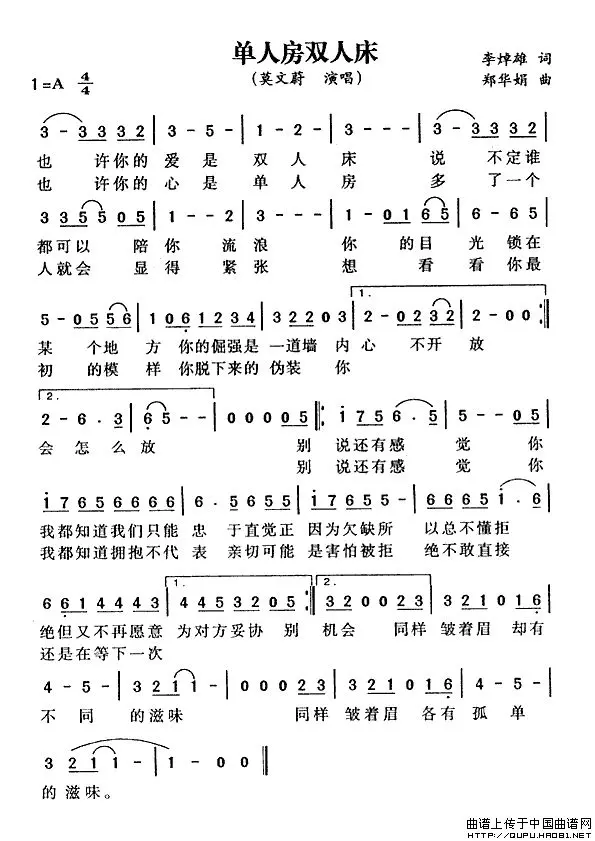 单人房双人床
李焯雄 词
(莫文蔚 演唱)
郑华娟 曲
1=A 4/4
3 - 3 3 3 2 | 3 - 5 - | 1 - 2 - | 3 - - - | 3 - 3 3 3 2 |
也 许你的 爱 是 双 人 床 说 不定谁
也 许你的 心 是 单 人 房 多 了一个
3 3 5 5 0 5 | 1 - - 2 | 3 - - - | 1 - 0 1 6 5 | 6 - 6 5 |
都可以 陪你 流 浪 你 的目 光 锁在
人就会 显得 紧 张 想 看 看你最
5 - 0 5 5 6 | 1 0 6 1 2 3 4 | 3 2 2 0 3 | 1. 2 - 0 2 3 2 | 2 - 0 0 :|
某 个地 方 你的倔强是 一道墙 内心 不开 放
初 的模 样 你脱下来的 伪装 你
2. 2 - 6 . 3 | 6 5 - - | 0 0 0 0 5 |: 1 7 5 6 6 . 5 | 5 - - 0 5 |
会 怎 么 放 别 说还有感 觉 你
别 说还有感 觉 你
1 7 6 5 6 6 6 6 | 6 . 5 6 5 5 | 1 7 5 6 5 5 - | 6 6 6 5 1 . 6 |
我都知道我们只能 忠 于直觉正 因为欠缺所 以总不懂拒
我都知道拥抱不代 表 亲切可能 是害怕被拒 绝不敢直接
6 6 1 4 4 4 3 | 1. 4 4 5 3 2 0 5 :| 2. 3 2 0 0 2 3 | 3 2 1 0 1 6 |
绝但又不再愿意 为对方妥协 别 机会 同样 皱着眉 却有
还是在等下一次
4 - 5 - | 3 2 1 1 - | 0 0 0 0 2 3 | 3 2 1 0 1 6 | 4 - 5 - |
不 同 的滋味 同样 皱着眉 各有 孤 单
3 2 1 1 - | 1 - 0 0 ‖
的 滋味。
曲谱上传于中国曲谱网
HTTP://QUPU.HAO81.NET